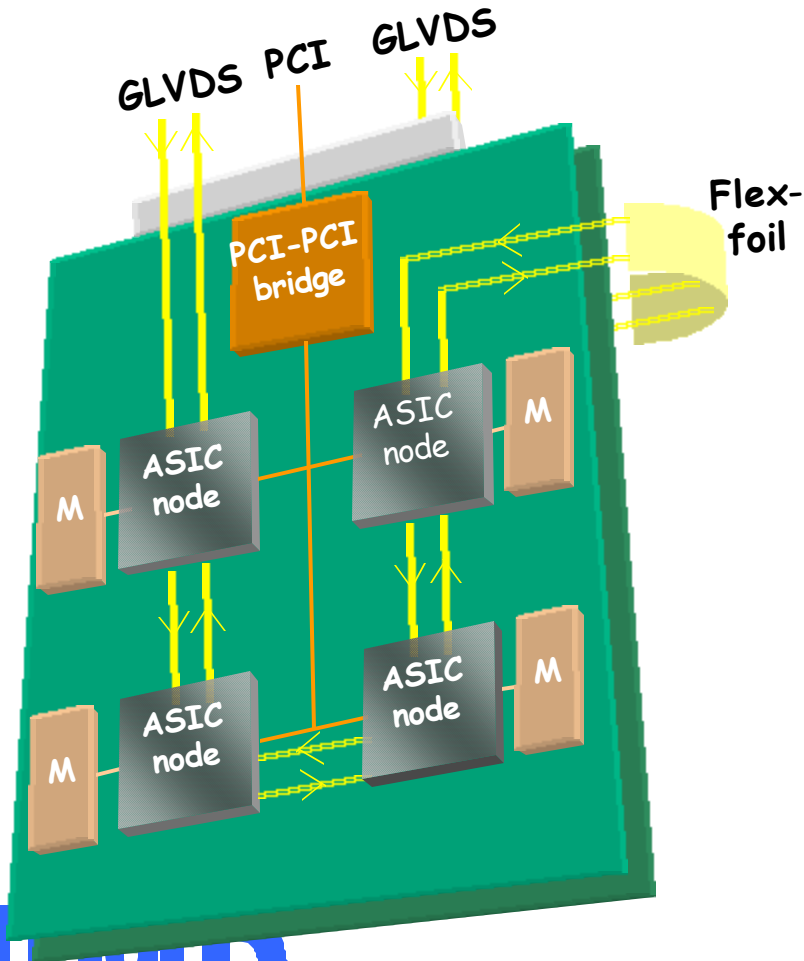 GLVDS
PCI
GLVDS
Flex-
foil
PCI-PCI
bridge
ASIC
node
M
ASIC
node
M
ASIC
node
M
ASIC
node
M